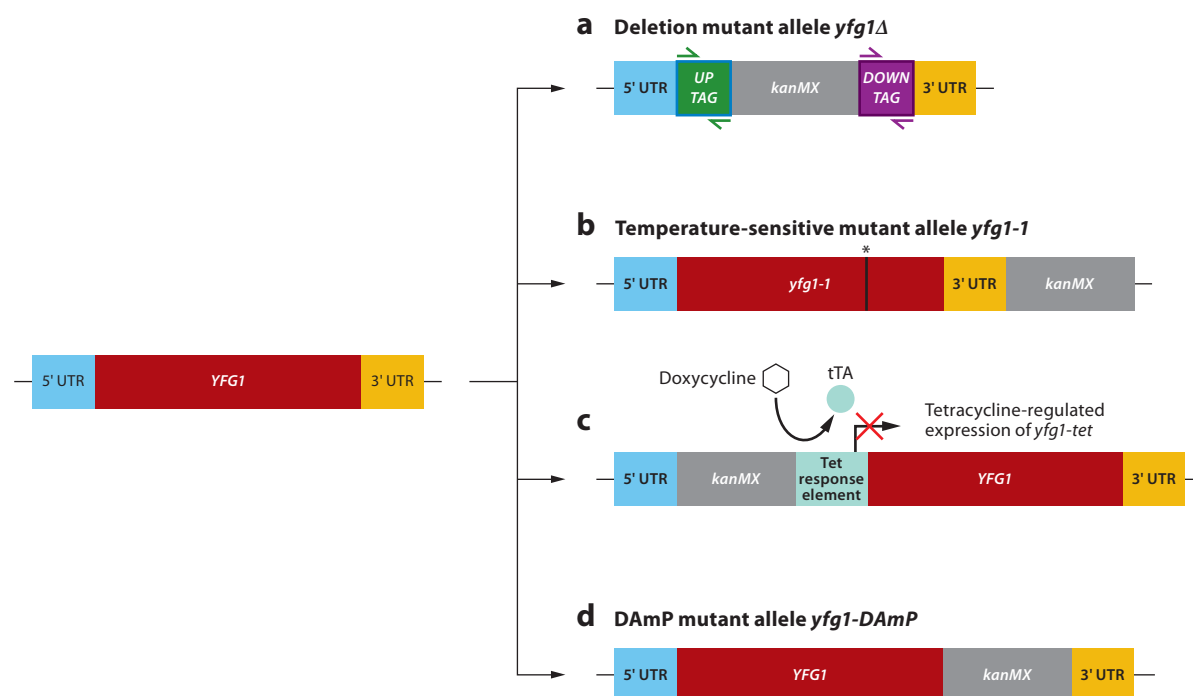 a Deletion mutant allele yfg1Δ
5' UTR
UP
TAG
kanMX
DOWN
TAG
3' UTR
b Temperature-sensitive mutant allele yfg1-1
*
5' UTR
yfg1-1
3' UTR
kanMX
5' UTR
YFG1
3' UTR
c
Doxycycline
tTA
Tetracycline-regulated
expression of yfg1-tet
5' UTR
kanMX
Tet
response
element
YFG1
3' UTR
d DAmP mutant allele yfg1-DAmP
5' UTR
YFG1
kanMX
3' UTR